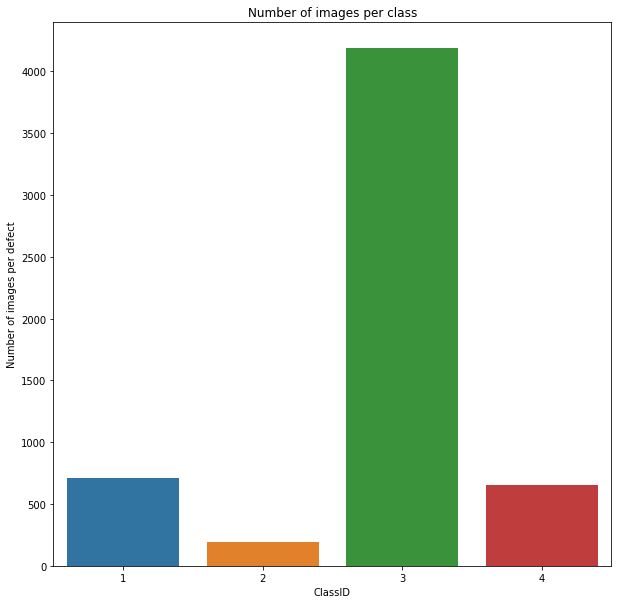 Number of images per class
Number of images per defect
4000
3500
3000
2500
2000
1500
1000
500
0
1 2 3 4
ClassID